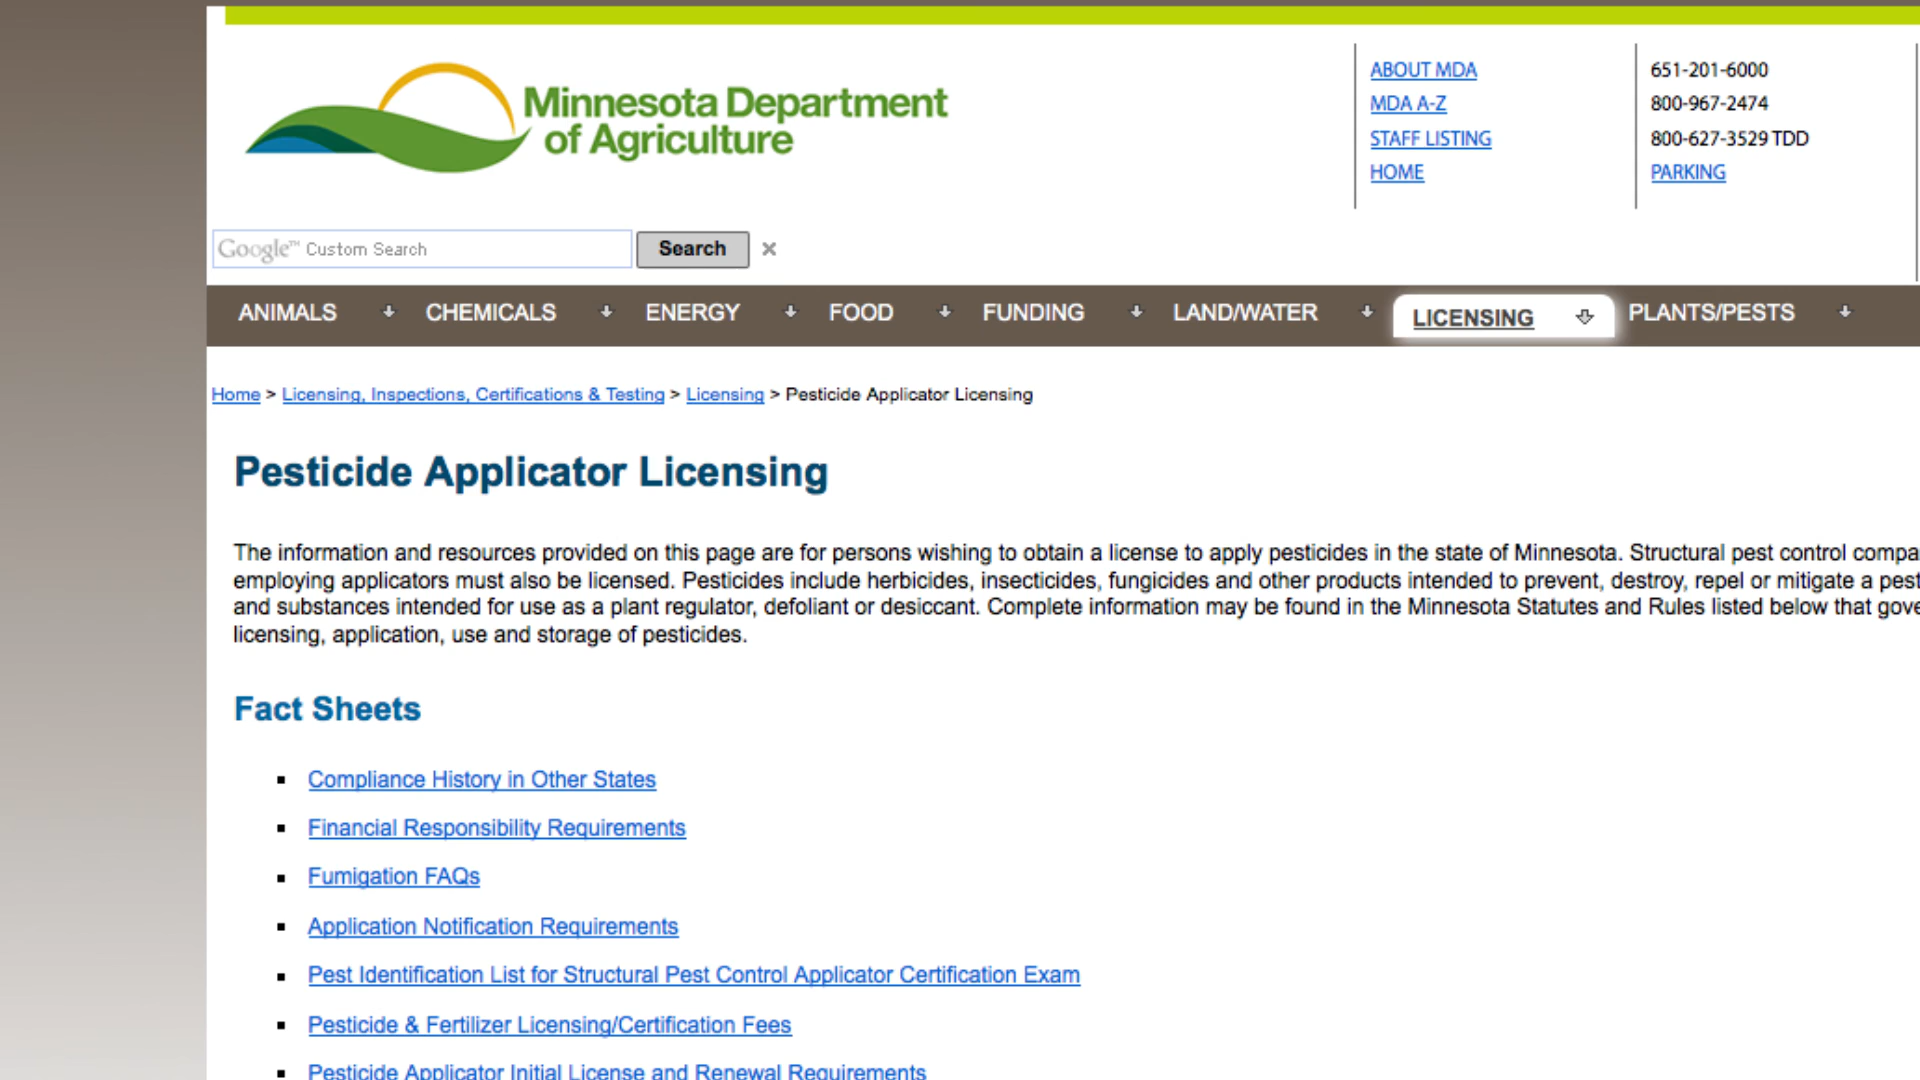 Minnesota Department
of Agriculture
ABOUT MDA
MDA A-Z
STAFF LISTING
HOME
651-201-6000
800-967-2474
800-627-3529 TDD
PARKING
Google™ Custom Search
Search
ANIMALS CHEMICALS ENERGY FOOD FUNDING LAND/WATER LICENSING PLANTS/PESTS
Home > Licensing, Inspections, Certifications & Testing > Licensing > Pesticide Applicator Licensing
Pesticide Applicator Licensing
The information and resources provided on this page are for persons wishing to obtain a license to apply pesticides in the state of Minnesota. Structural pest control compa
employing applicators must also be licensed. Pesticides include herbicides, insecticides, fungicides and other products intended to prevent, destroy, repel or mitigate a pest
and substances intended for use as a plant regulator, defoliant or desiccant. Complete information may be found in the Minnesota Statutes and Rules listed below that gove
licensing, application, use and storage of pesticides.
Fact Sheets
Compliance History in Other States
Financial Responsibility Requirements
Fumigation FAQs
Application Notification Requirements
Pest Identification List for Structural Pest Control Applicator Certification Exam
Pesticide & Fertilizer Licensing/Certification Fees
Pesticide Applicator Initial License and Renewal Requirements